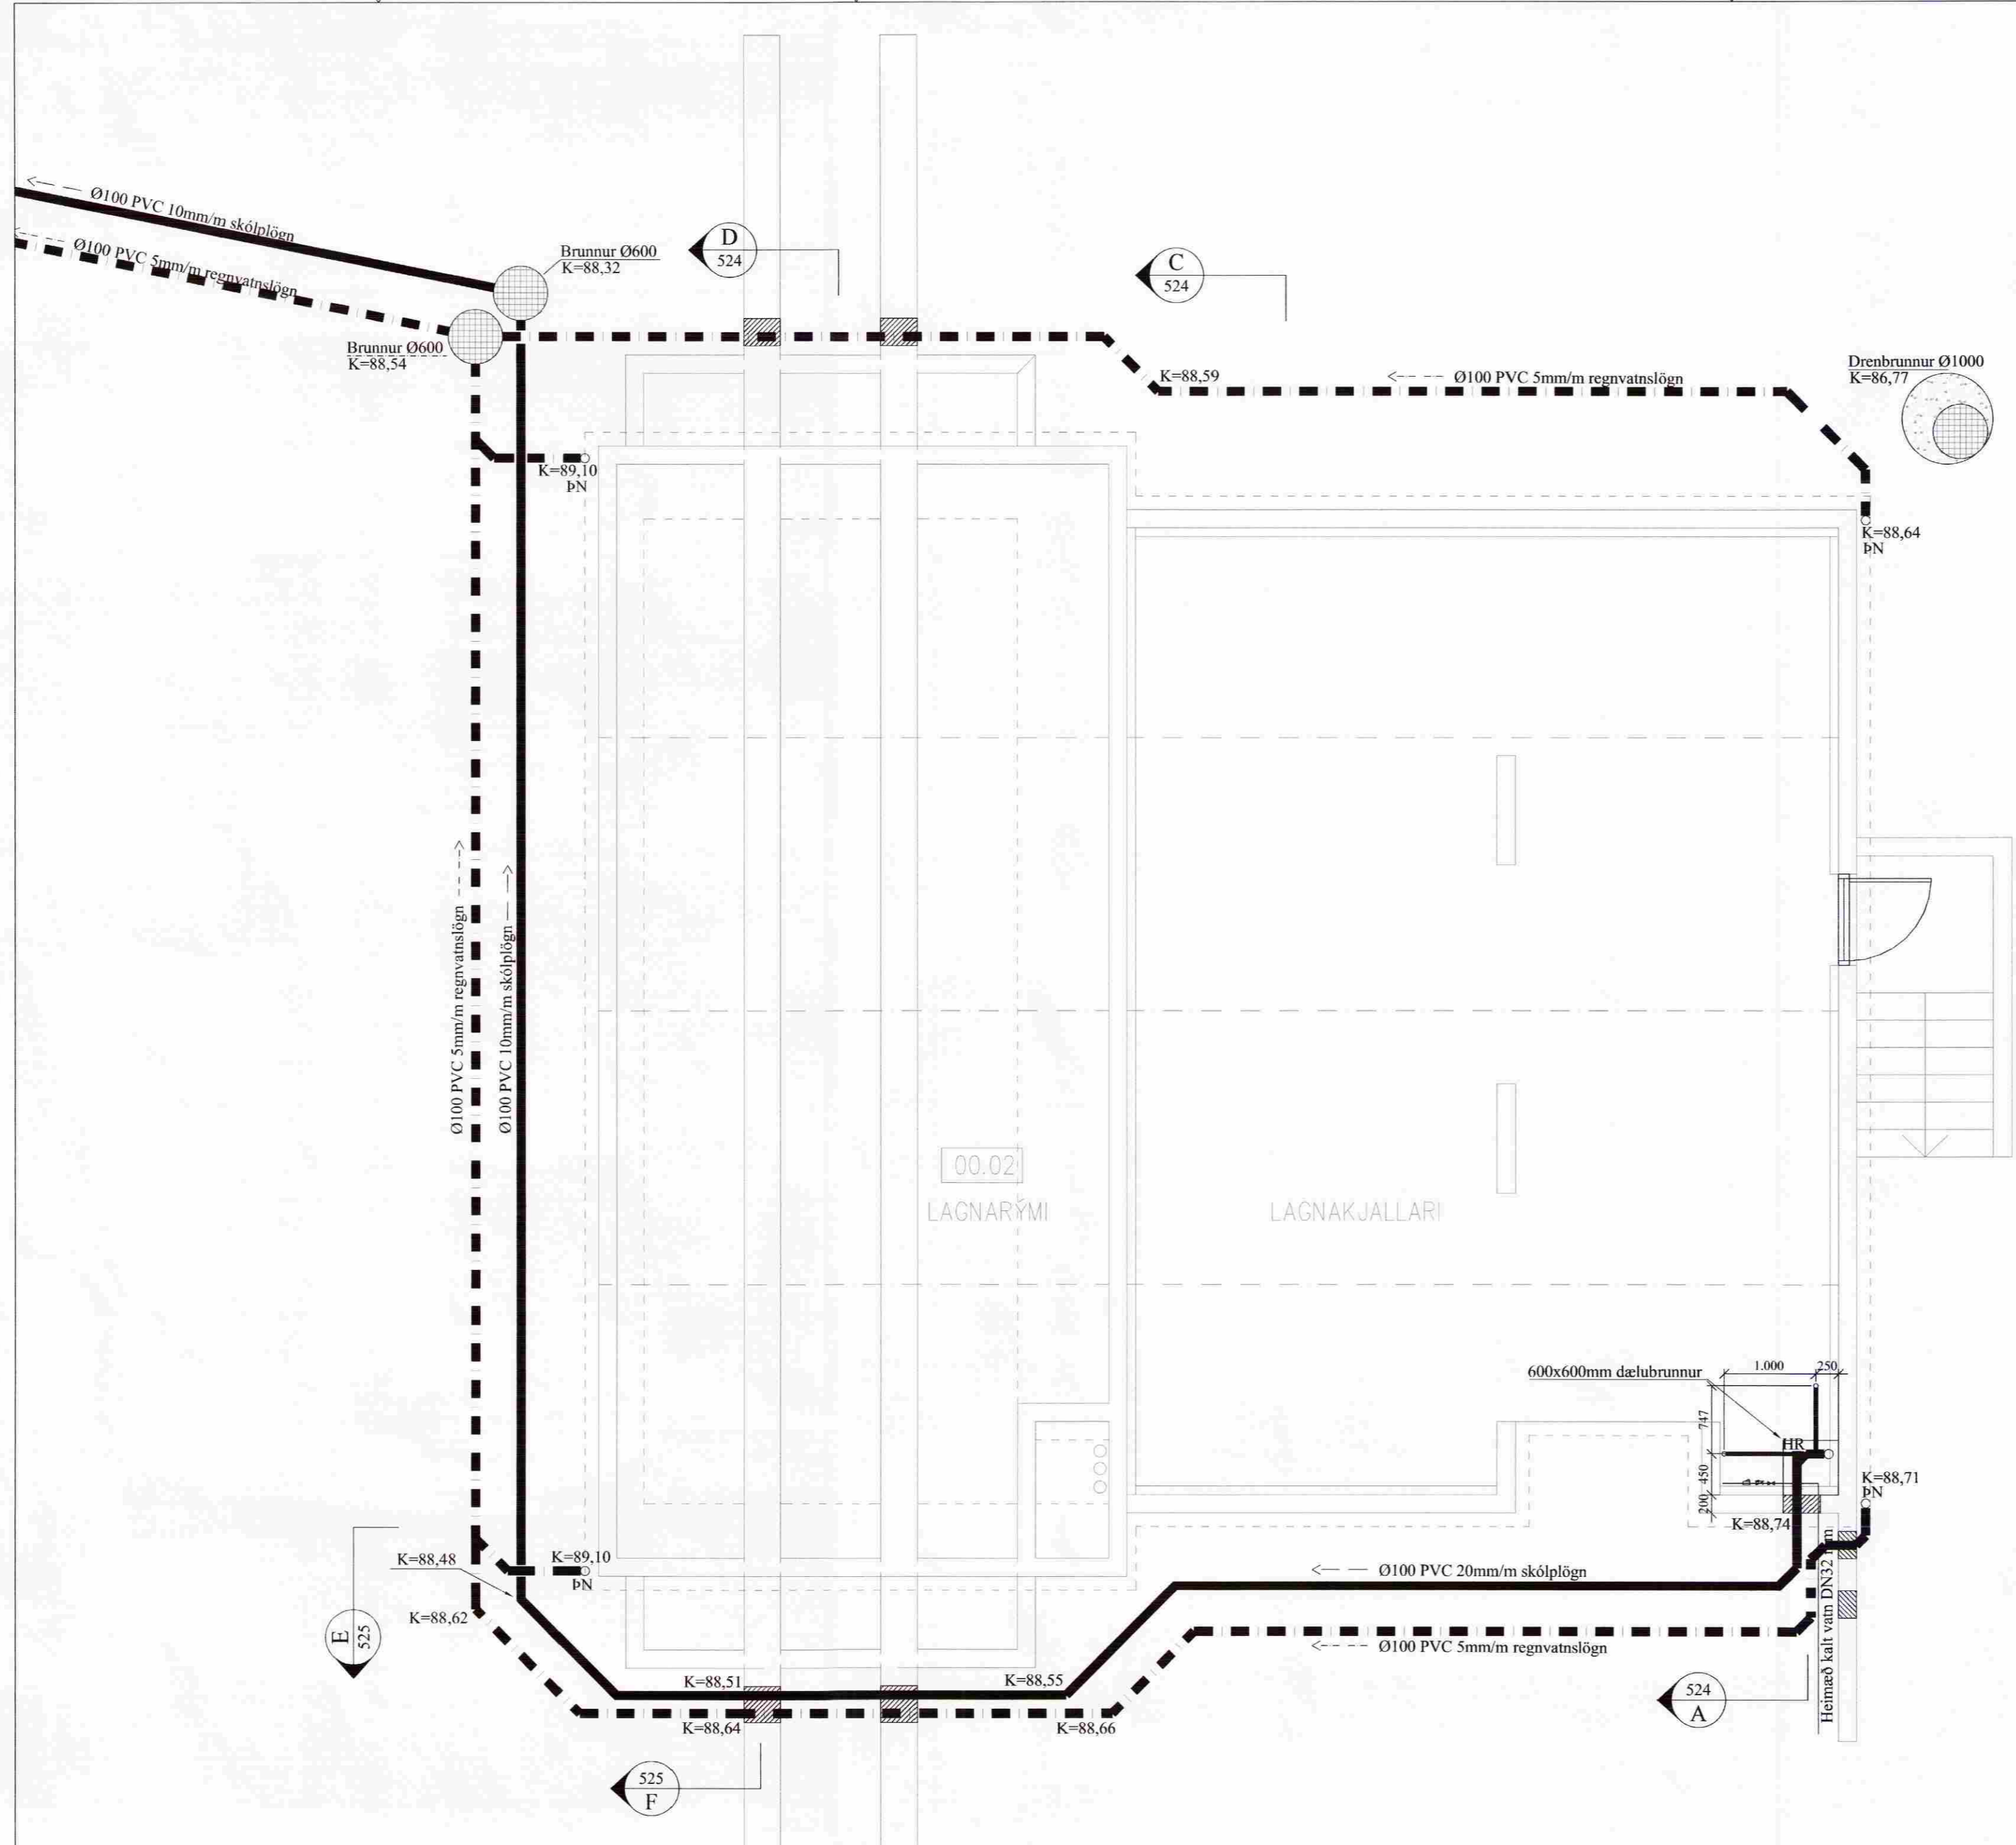 Ø100 PVC 10mm/m skólplögn
Ø100 PVC 5mm/m regnvatnslögn
Brunnur Ø600
K=88,32
D
524
C
524
Brunnur Ø600
K=88,54
K=88,59
Ø100 PVC 5mm/m regnvatnslögn
Drenbrunnur Ø1000
K=86,77
K=89,10
ÞN
K=88,64
ÞN
Ø100 PVC 5mm/m regnvatnslögn
Ø100 PVC 10mm/m skólplögn
00.02
LAGNARÝMI
LAGNAKJALLARI
600x600mm dælubrunnur
1.000
250
747
HR
450
200
K=88,71
ÞN
K=88,74
K=88,48
K=89,10
ÞN
Ø100 PVC 20mm/m skólplögn
K=88,62
E
525
Ø100 PVC 5mm/m regnvatnslögn
K=88,51
K=88,55
K=88,64
K=88,66
524
A
Heimæð kalt vatn DN32 mm
525
F